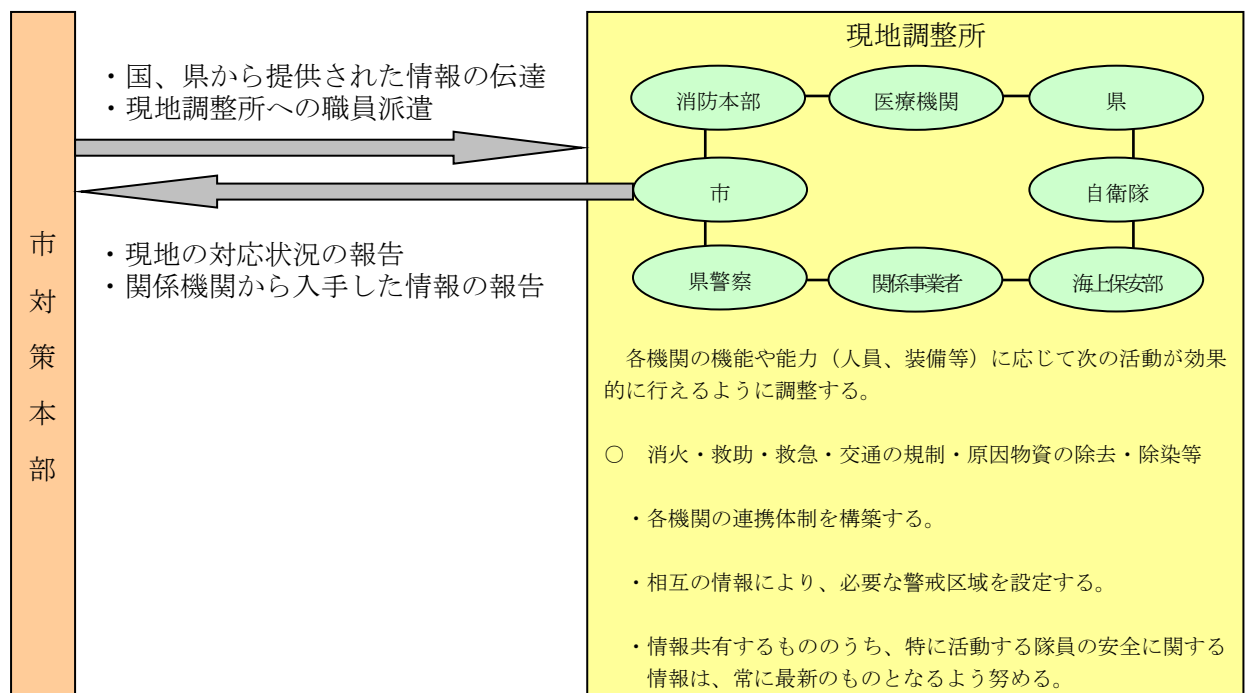 市対策本部
・国、県から提供された情報の伝達
・現地調整所への職員派遣
・現地の対応状況の報告
・関係機関から入手した情報の報告
現地調整所
消防本部
医療機関
県
市
自衛隊
県警察
関係事業者
海上保安部
各機関の機能や能力（人員、装備等）に応じて次の活動が効果
的に行えるように調整する。
○　消火・救助・救急・交通の規制・原因物資の除去・除染等
・各機関の連携体制を構築する。
・相互の情報により、必要な警戒区域を設定する。
・情報共有するもののうち、特に活動する隊員の安全に関する
情報は、常に最新のものとなるよう努める。